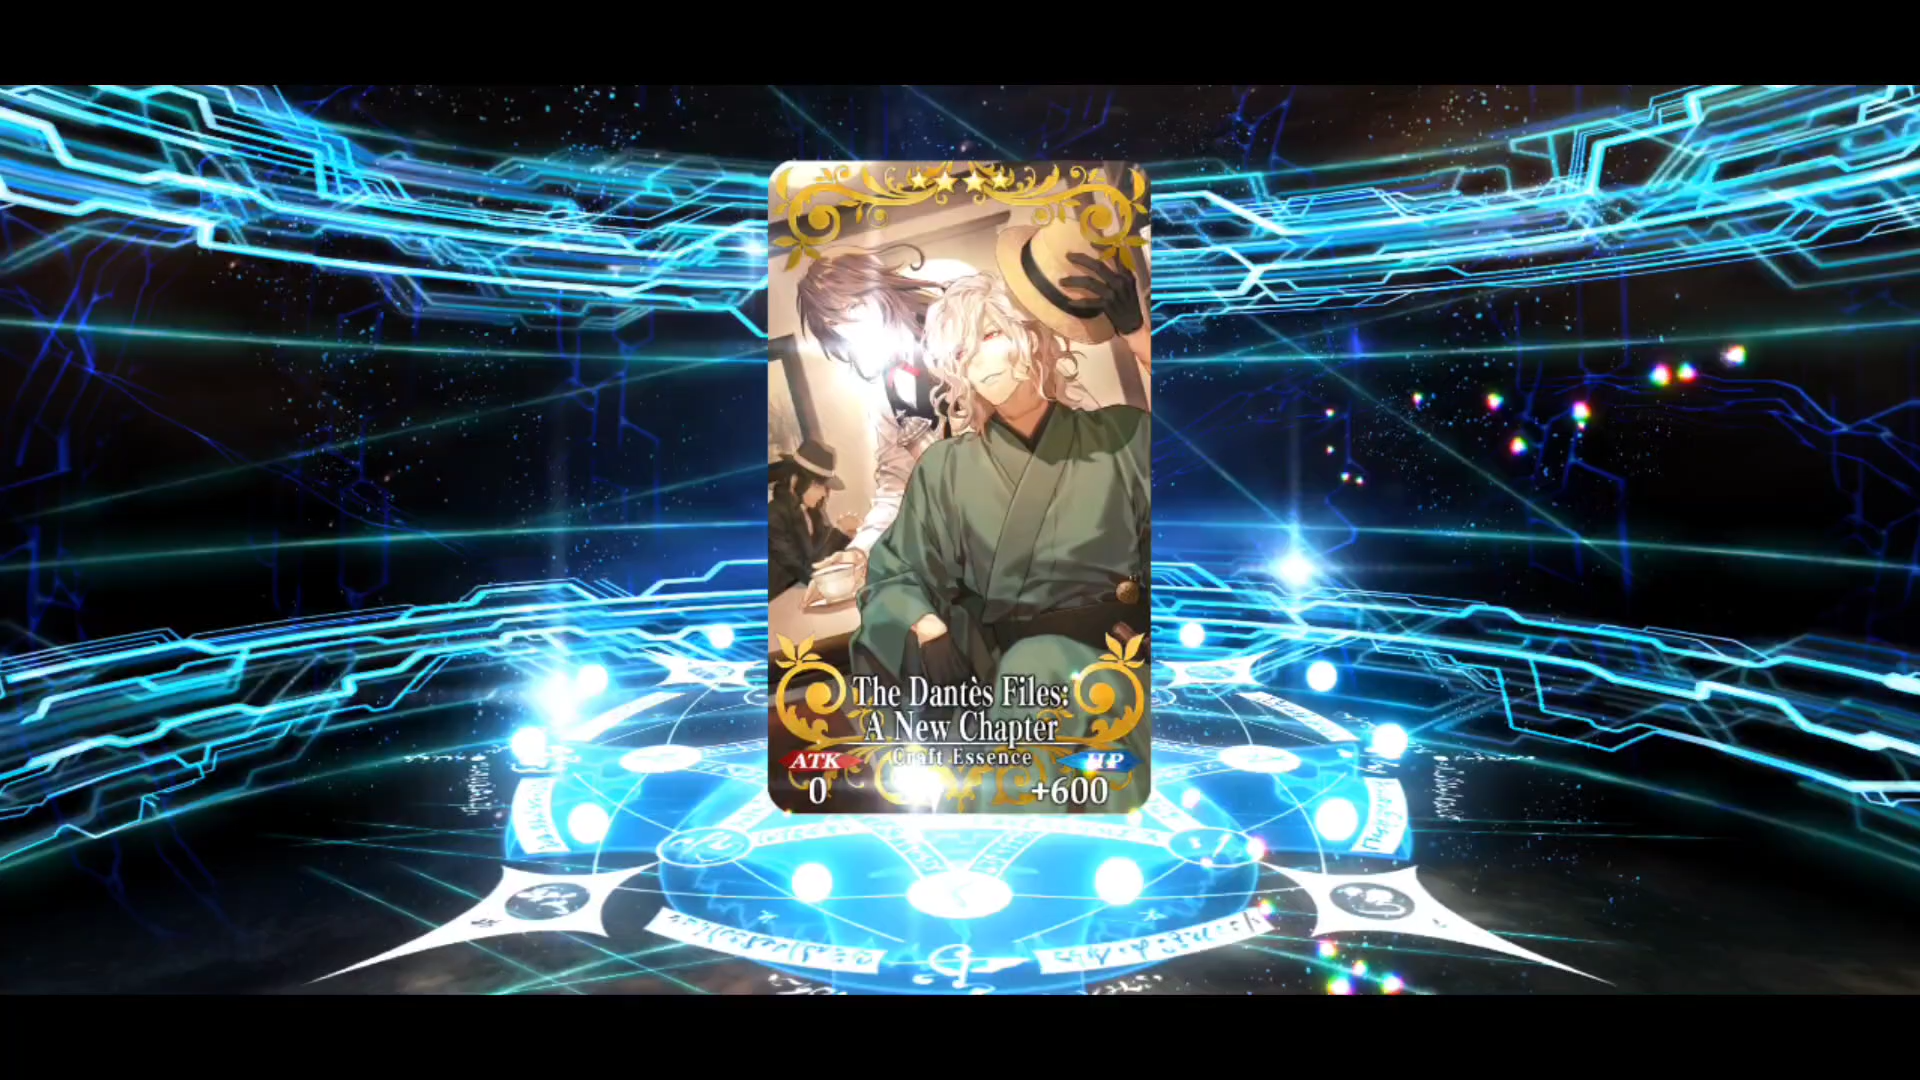 The Dantès Files:
A New Chapter
Craft Essence
ATK
HP
0
+600